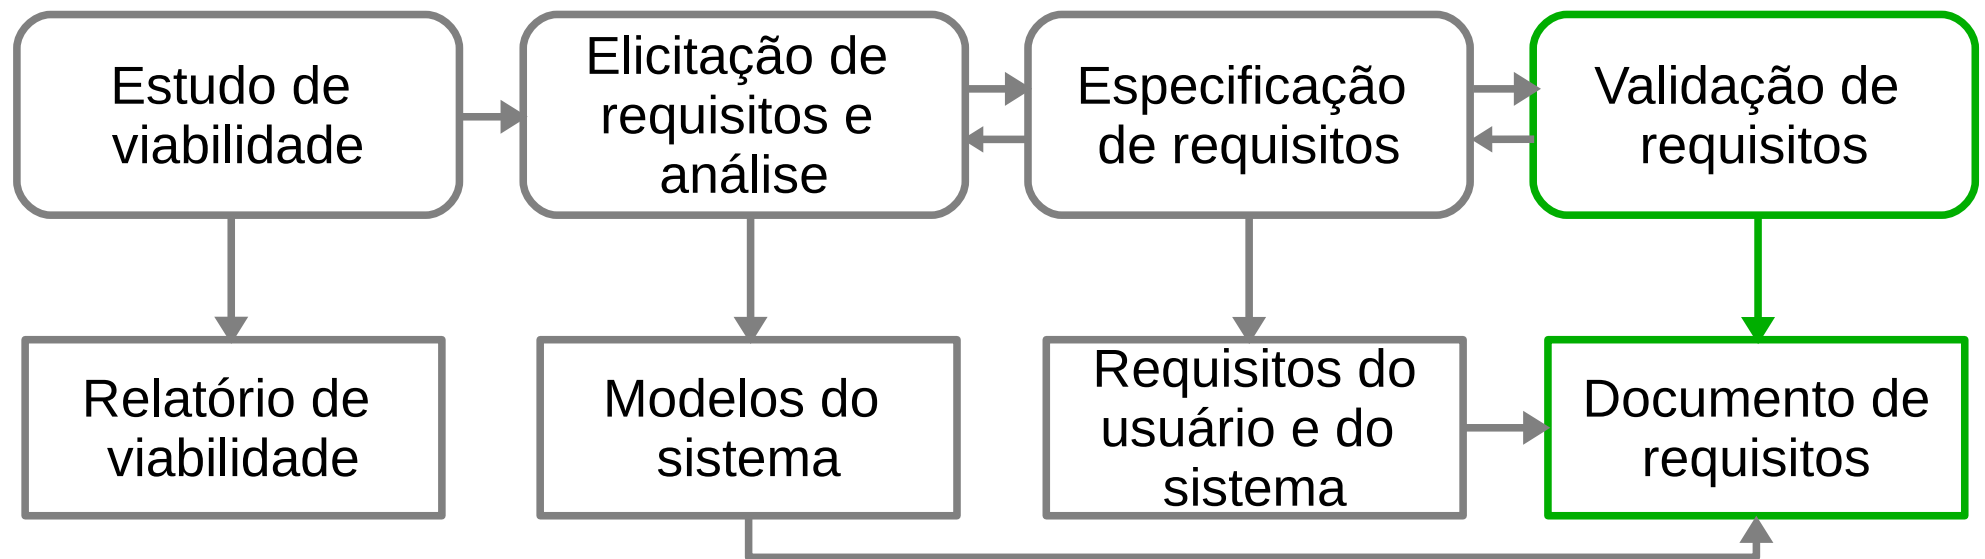 Estudo de
viabilidade
Elicitação de
requisitos e
análise
Especificação
de requisitos
Validação de
requisitos
Relatório de
viabilidade
Modelos do
sistema
Requisitos do
usuário e do
sistema
Documento de
requisitos